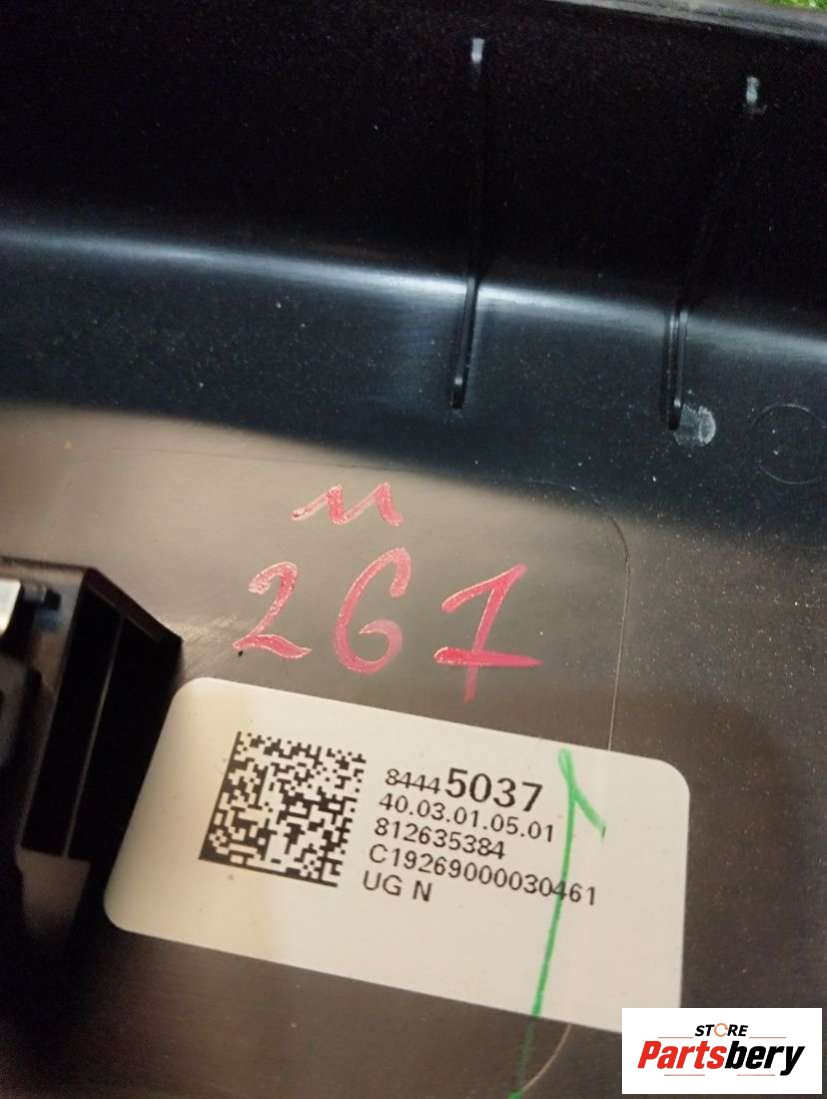 и
267
84445037
40.03.01.05.01
812635384
C19269000030461
UG N
STORE
Partsbery